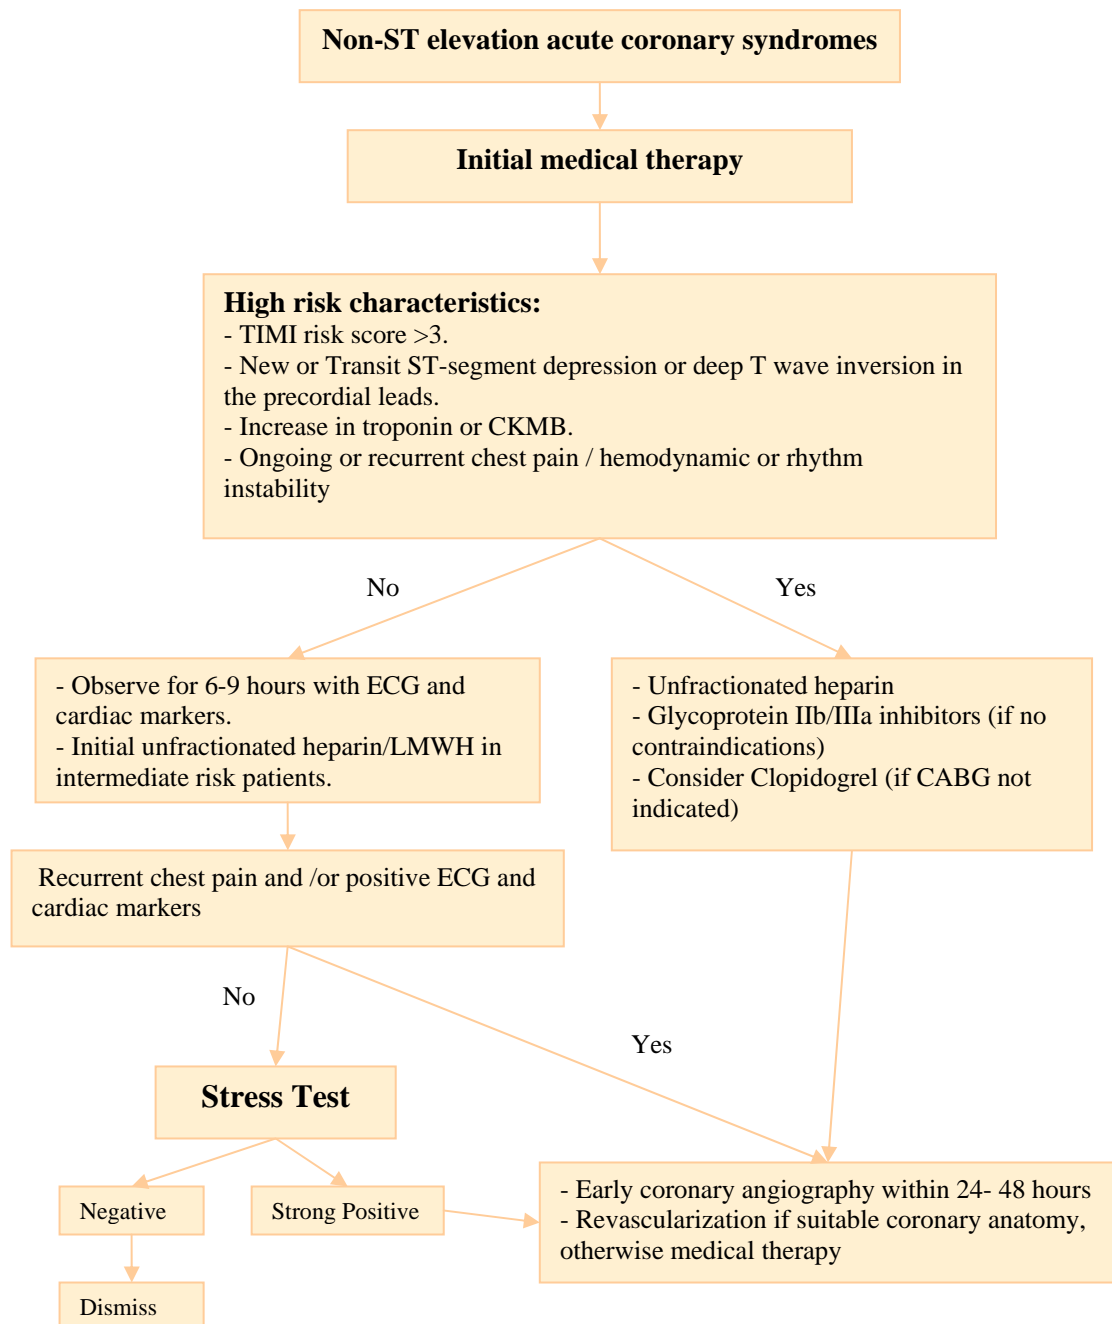 Non-ST elevation acute coronary syndromes
Initial medical therapy
High risk characteristics:
- TIMI risk score >3.
- New or Transit ST-segment depression or deep T wave inversion in
the precordial leads.
- Increase in troponin or CKMB.
- Ongoing or recurrent chest pain / hemodynamic or rhythm
instability
No
Yes
- Observe for 6-9 hours with ECG and
cardiac markers.
- Initial unfractionated heparin/LMWH in
intermediate risk patients.
- Unfractionated heparin
- Glycoprotein IIb/IIIa inhibitors (if no
contraindications)
- Consider Clopidogrel (if CABG not
indicated)
Recurrent chest pain and /or positive ECG and
cardiac markers
No
Yes
Stress Test
Negative
Strong Positive
- Early coronary angiography within 24- 48 hours
- Revascularization if suitable coronary anatomy,
otherwise medical therapy
Dismiss